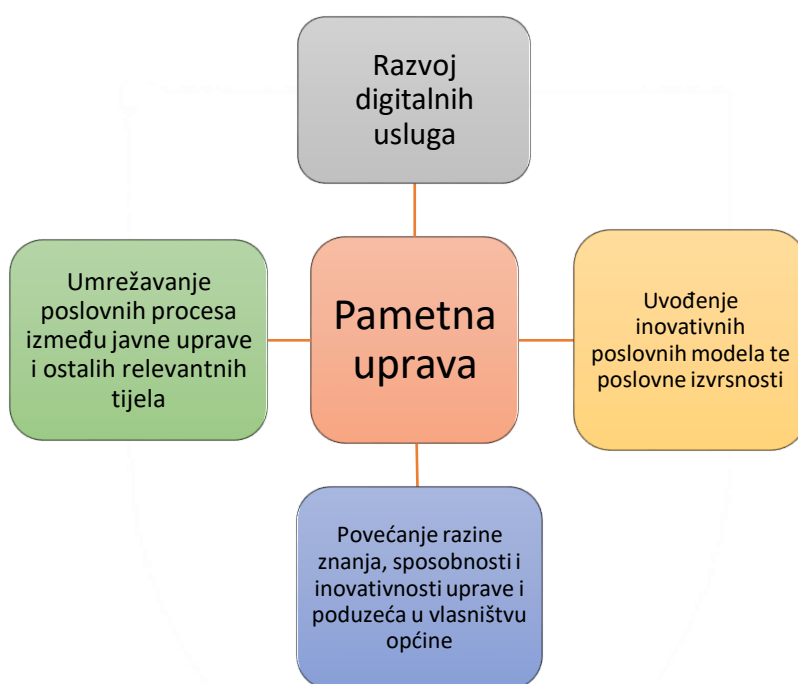 Razvoj
digitalnih
usluga
Umrežavanje
poslovnih procesa
između javne uprave
i ostalih relevantnih
tijela
Pametna
uprava
Uvođenje
inovativnih
poslovnih modela te
poslovne izvrsnosti
Povećanje razine
znanja, sposobnosti i
inovativnosti uprave i
poduzeća u vlasništvu
općine